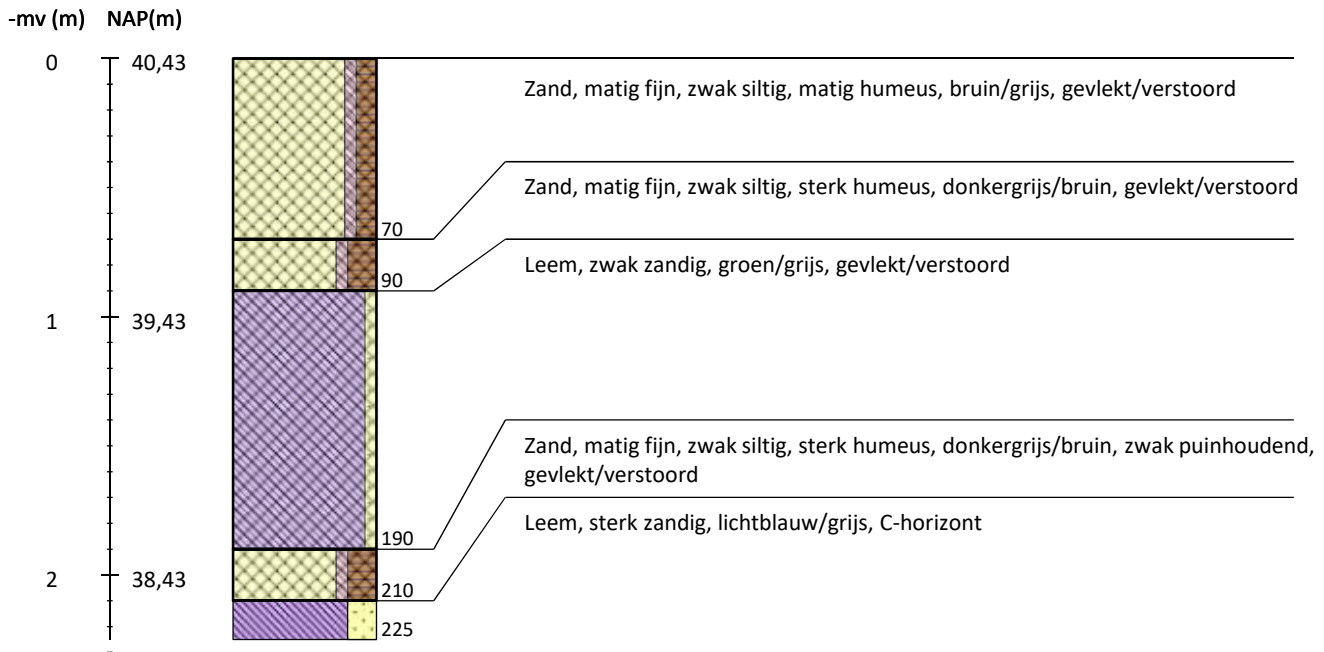 -mv (m) NAP(m)
0 40,43
Zand, matig fijn, zwak siltig, matig humeus, bruin/grijs, gevlekt/verstoord
70
Zand, matig fijn, zwak siltig, sterk humeus, donkergrijs/bruin, gevlekt/verstoord
90
Leem, zwak zandig, groen/grijs, gevlekt/verstoord
1 39,43
190
Zand, matig fijn, zwak siltig, sterk humeus, donkergrijs/bruin, zwak puinhoudend,
gevlekt/verstoord
2 38,43
210
Leem, sterk zandig, lichtblauw/grijs, C-horizont
225